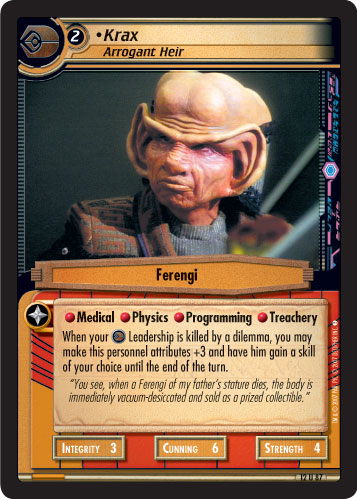 2 •Krax
Arrogant Heir
Ferengi
Medical Physics Programming Treachery
When your Leadership is killed by a dilemma, you may
make this personnel attributes +3 and have him gain a skill
of your choice until the end of the turn.
"You see, when a Ferengi of my father's stature dies, the body is
immediately vacuum-desiccated and sold as a prized collectible."
INTEGRITY 3 CUNNING 6 STRENGTH 4
12 U 87